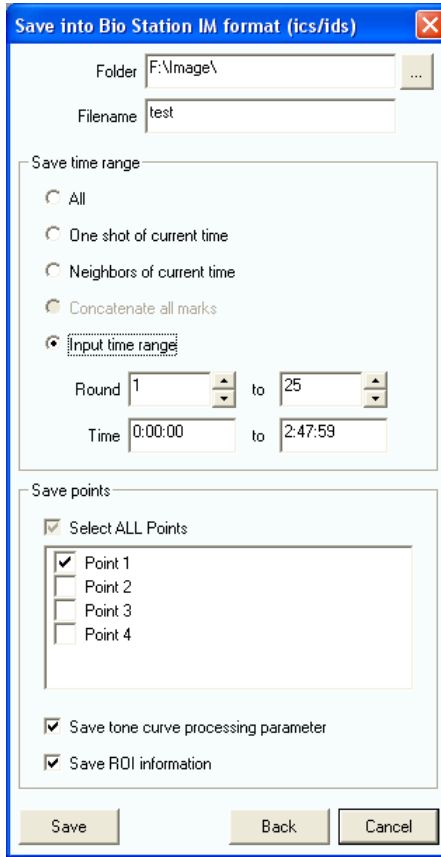 Save into Bio Station IM format (ics/ids)
Folder F:\Image\ ...
Filename test
Save time range
All
One shot of current time
Neighbors of current time
Concatenate all marks
Input time range
Round 1 to 25
Time 0:00:00 to 2:47:59
Save points
Select ALL Points
Point 1
Point 2
Point 3
Point 4
Save tone curve processing parameter
Save ROI information
Save Back Cancel